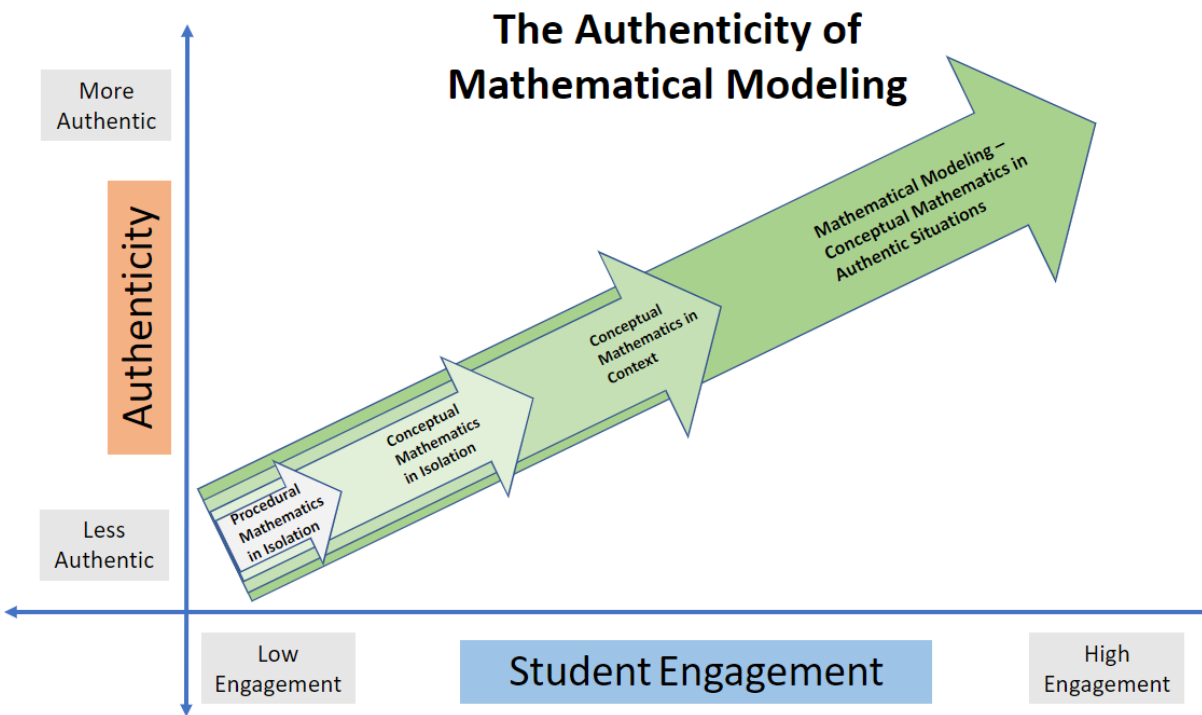 The Authenticity of
Mathematical Modeling
More
Authentic
Authenticity
Less
Authentic
Procedural
Mathematics
in Isolation
Conceptual
Mathematics
in Isolation
Conceptual
Mathematics in
Context
Mathematical Modeling –
Conceptual Mathematics in
Authentic Situations
Low
Engagement
Student Engagement
High
Engagement